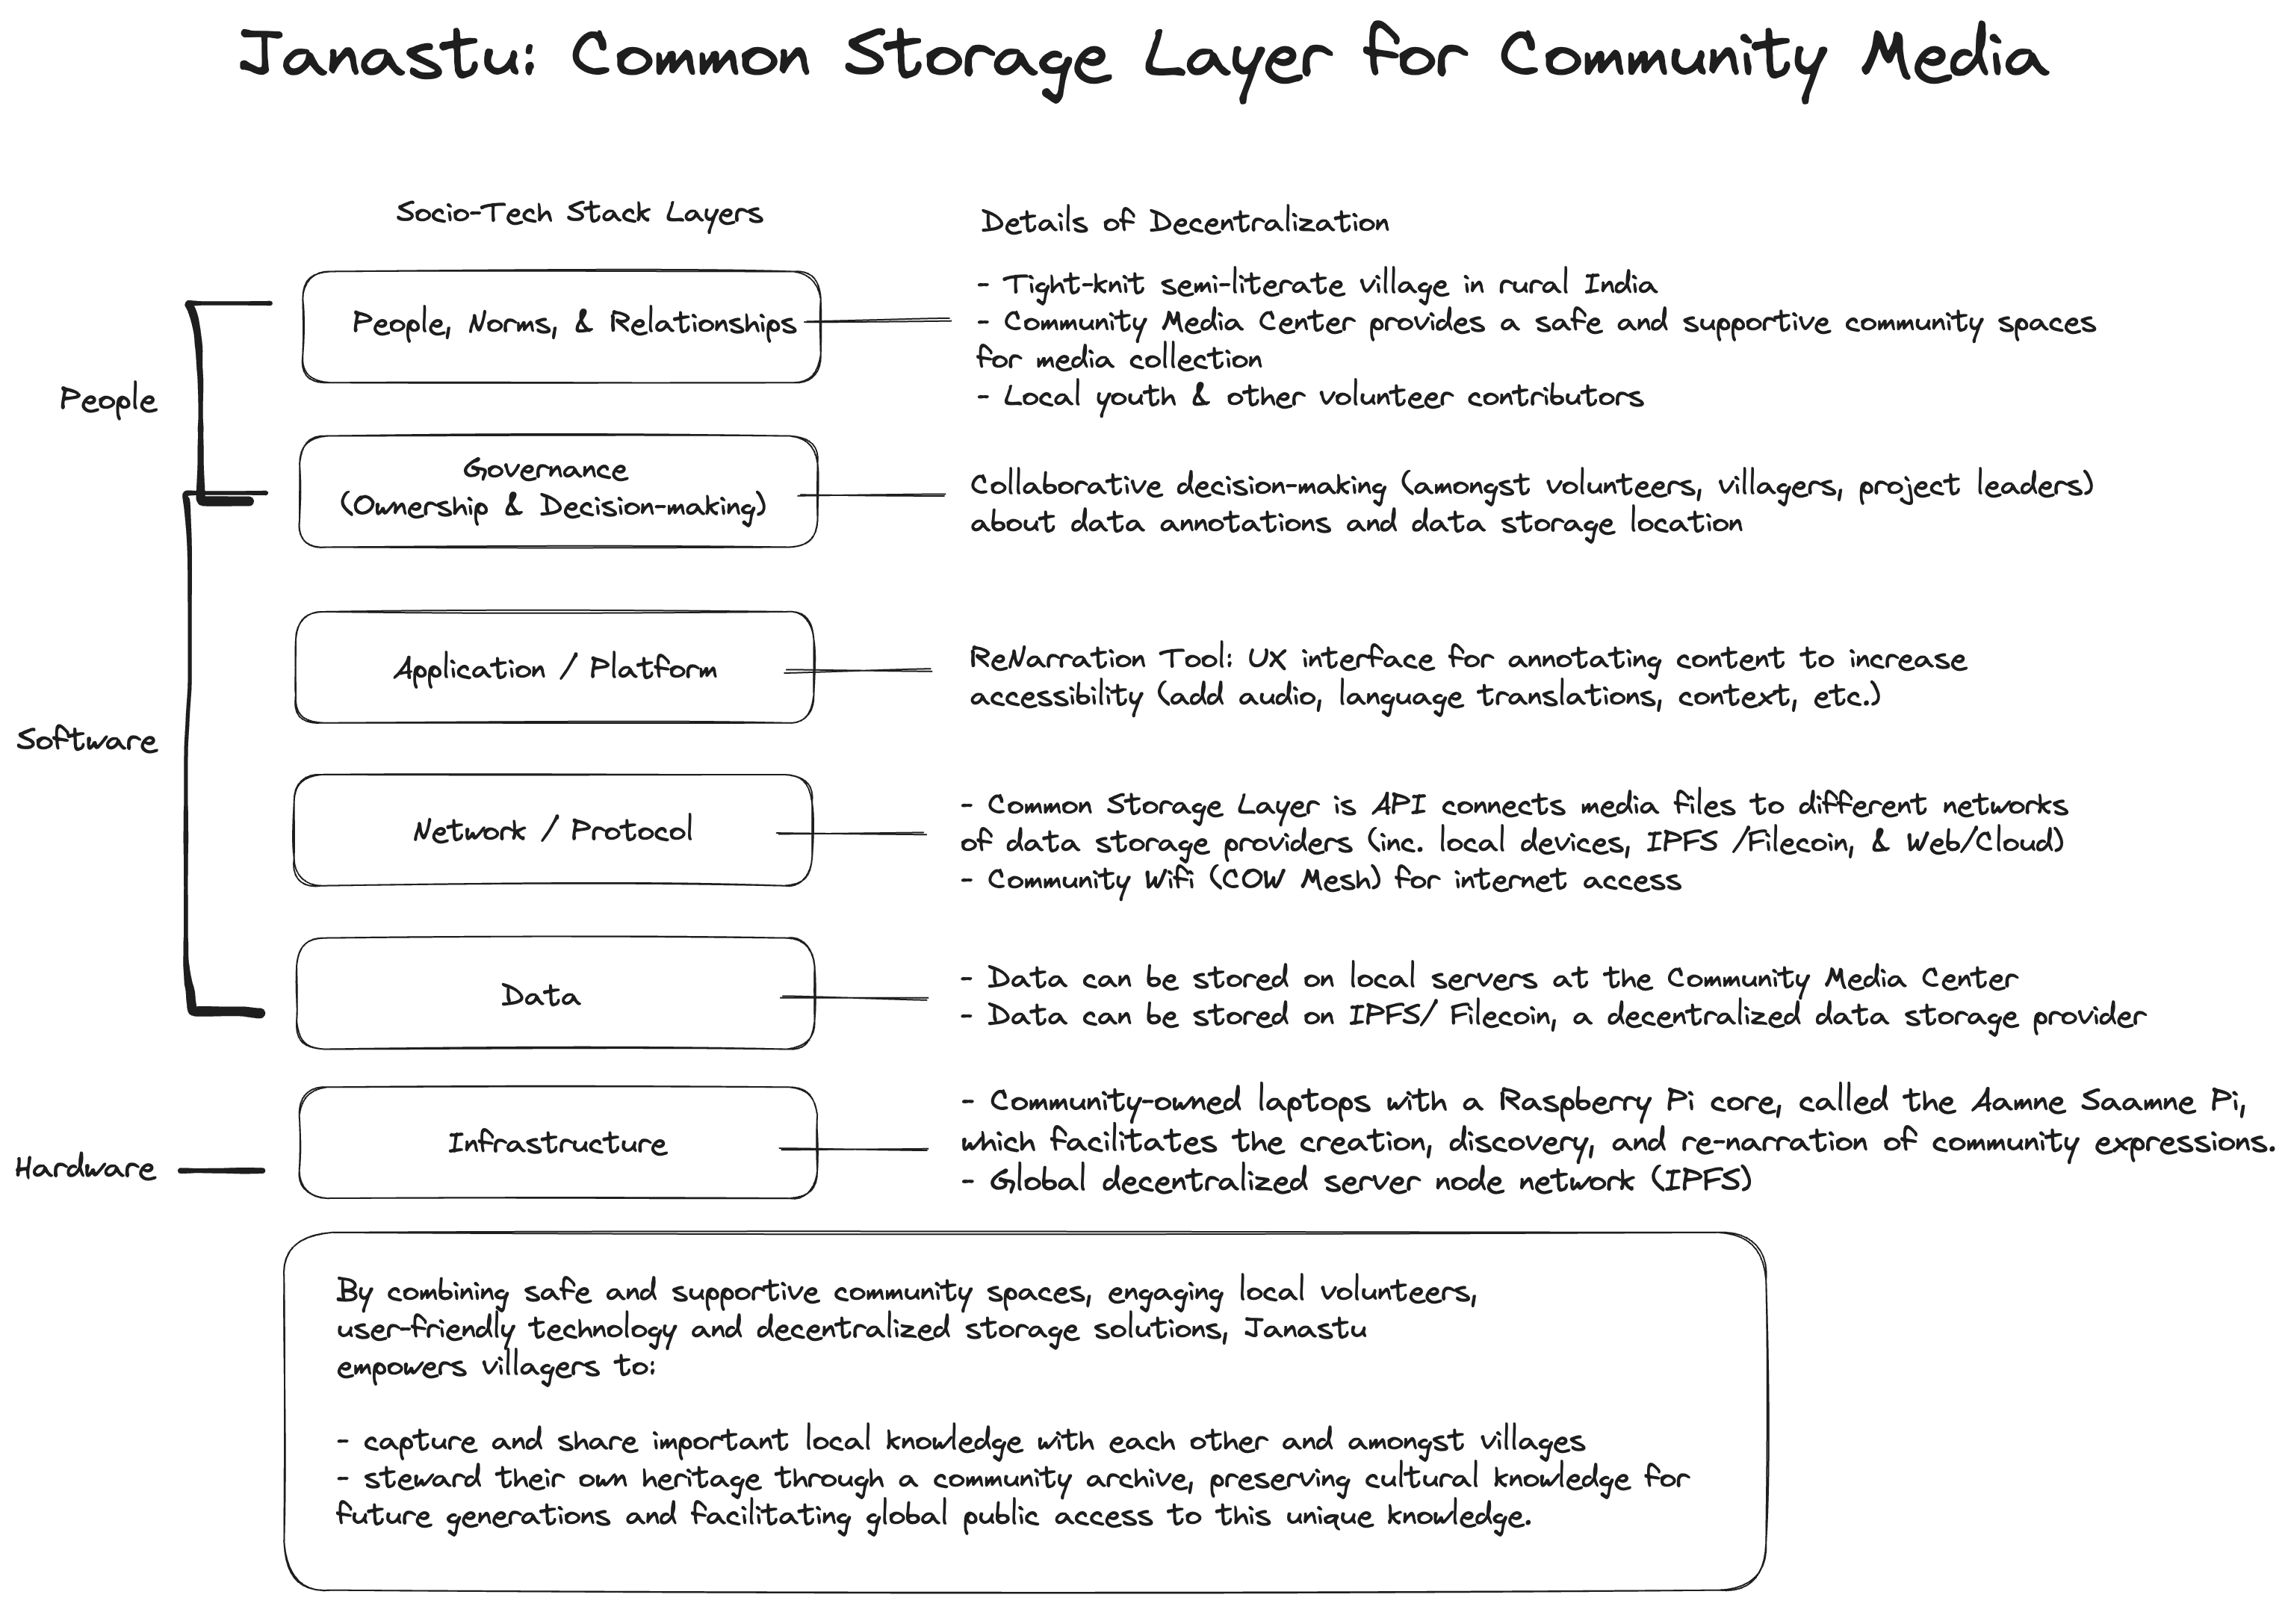 Janastu: Common Storage Layer for Community Media
Socio-Tech Stack Layers
Details of Decentralization
People
People, Norms, & Relationships
- Tight-knit semi-literate village in rural India
- Community Media Center provides a safe and supportive community spaces
for media collection
- Local youth & other volunteer contributors
Governance
(Ownership & Decision-making)
Collaborative decision-making (amongst volunteers, villagers, project leaders)
about data annotations and data storage location
Software
Application / Platform
ReNarration Tool: UX interface for annotating content to increase
accessibility (add audio, language translations, context, etc.)
Network / Protocol
- Common Storage Layer is API connects media files to different networks
of data storage providers (inc. local devices, IPFS /Filecoin, & Web/Cloud)
- Community Wifi (COW Mesh) for internet access
Data
- Data can be stored on local servers at the Community Media Center
- Data can be stored on IPFS/ Filecoin, a decentralized data storage provider
Hardware
Infrastructure
- Community-owned laptops with a Raspberry Pi core, called the Aamne Saamne Pi,
which facilitates the creation, discovery, and re-narration of community expressions.
- Global decentralized server node network (IPFS)
By combining safe and supportive community spaces, engaging local volunteers,
user-friendly technology and decentralized storage solutions, Janastu
empowers villagers to:
- capture and share important local knowledge with each other and amongst villages
- steward their own heritage through a community archive, preserving cultural knowledge for
future generations and facilitating global public access to this unique knowledge.